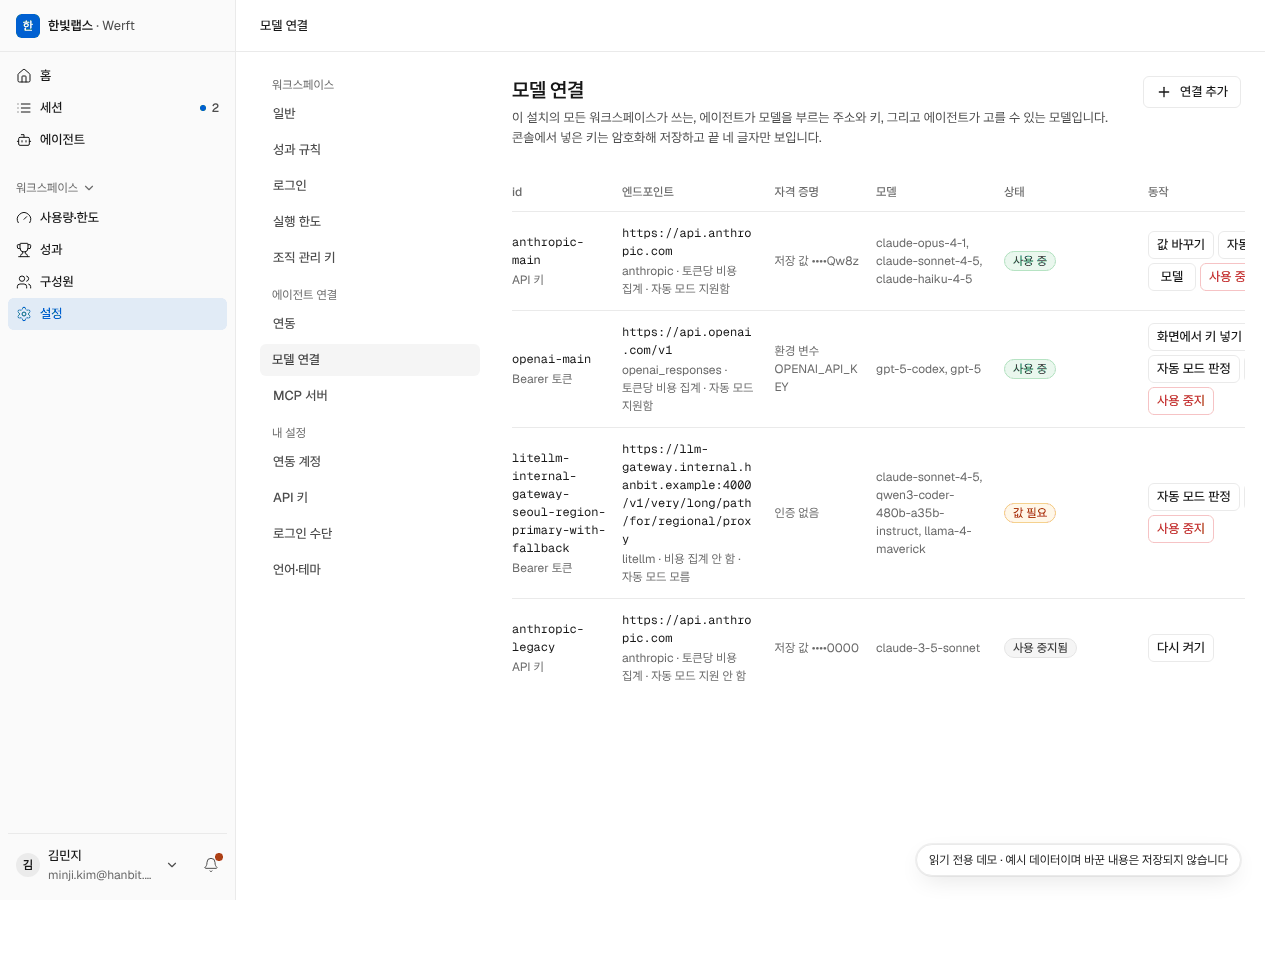 한 한빛랩스 · Werft
홈
세션 2
에이전트
워크스페이스
사용량·한도
성과
구성원
설정
김 김민지
minji.kim@hanbit....
모델 연결
워크스페이스
일반
성과 규칙
로그인
실행 한도
조직 관리 키
에이전트 연결
연동
모델 연결
MCP 서버
내 설정
연동 계정
API 키
로그인 수단
언어·테마
모델 연결
연결 추가
이 설치의 모든 워크스페이스가 쓰는, 에이전트가 모델을 부르는 주소와 키, 그리고 에이전트가 고를 수 있는 모델입니다.
콘솔에서 넣은 키는 암호화해 저장하고 끝 네 글자만 보입니다.
id 엔드포인트 자격 증명 모델 상태 동작
anthropic-
main
API 키
https://api.anthro
pic.com
anthropic · 토큰당 비용
집계 · 자동 모드 지원함
저장 값 ••••Qw8z
claude-opus-4-1,
claude-sonnet-4-5,
claude-haiku-4-5
사용 중
값 바꾸기 자동
모델 사용 중
openai-main
Bearer 토큰
https://api.openai
.com/v1
openai_responses ·
토큰당 비용 집계 · 자동 모드
지원함
환경 변수
OPENAI_API_K
EY
gpt-5-codex, gpt-5
사용 중
화면에서 키 넣기
자동 모드 판정
사용 중지
litellm-
internal-
gateway-
seoul-region-
primary-with-
fallback
Bearer 토큰
https://llm-
gateway.internal.h
anbit.example:4000
/v1/very/long/path
/for/regional/prox
y
litellm · 비용 집계 안 함 ·
자동 모드 모름
인증 없음
claude-sonnet-4-5,
qwen3-coder-
480b-a35b-
instruct, llama-4-
maverick
값 필요
자동 모드 판정
사용 중지
anthropic-
legacy
API 키
https://api.anthro
pic.com
anthropic · 토큰당 비용
집계 · 자동 모드 지원 안 함
저장 값 ••••0000
claude-3-5-sonnet
사용 중지됨
다시 켜기
읽기 전용 데모 · 예시 데이터이며 바꾼 내용은 저장되지 않습니다